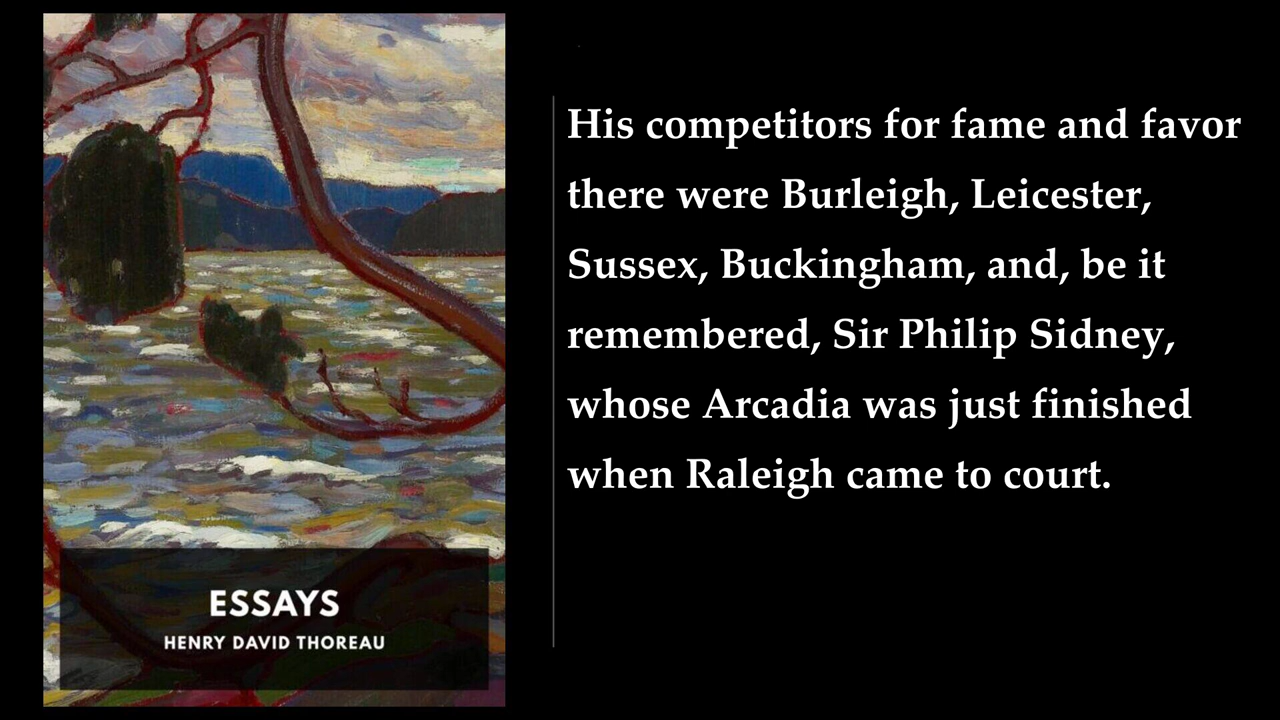 ESSAYS
HENRY DAVID THOREAU
His competitors for fame and favor
there were Burleigh, Leicester,
Sussex, Buckingham, and, be it
remembered, Sir Philip Sidney,
whose Arcadia was just finished
when Raleigh came to court.